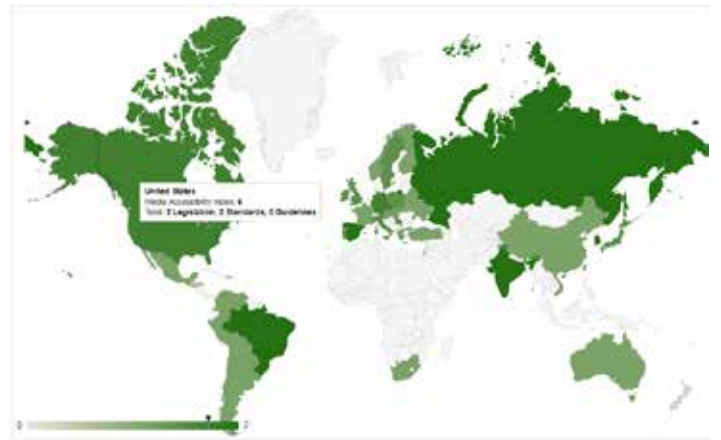 United States
Media Accessibility Index: 6
Total: 2 Legislation, 2 Standards, 2 Guidelines
0
7